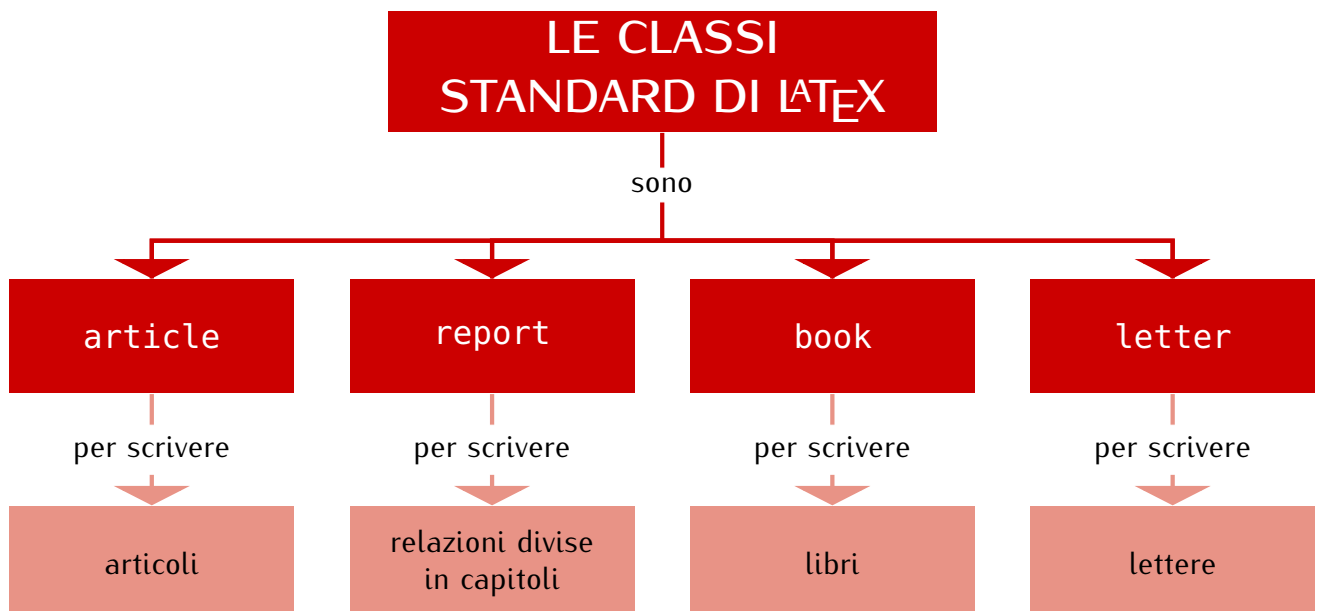 LE CLASSI
STANDARD DI LATEX
sono
article
report
book
letter
per scrivere
per scrivere
per scrivere
per scrivere
articoli
relazioni divise
in capitoli
libri
lettere